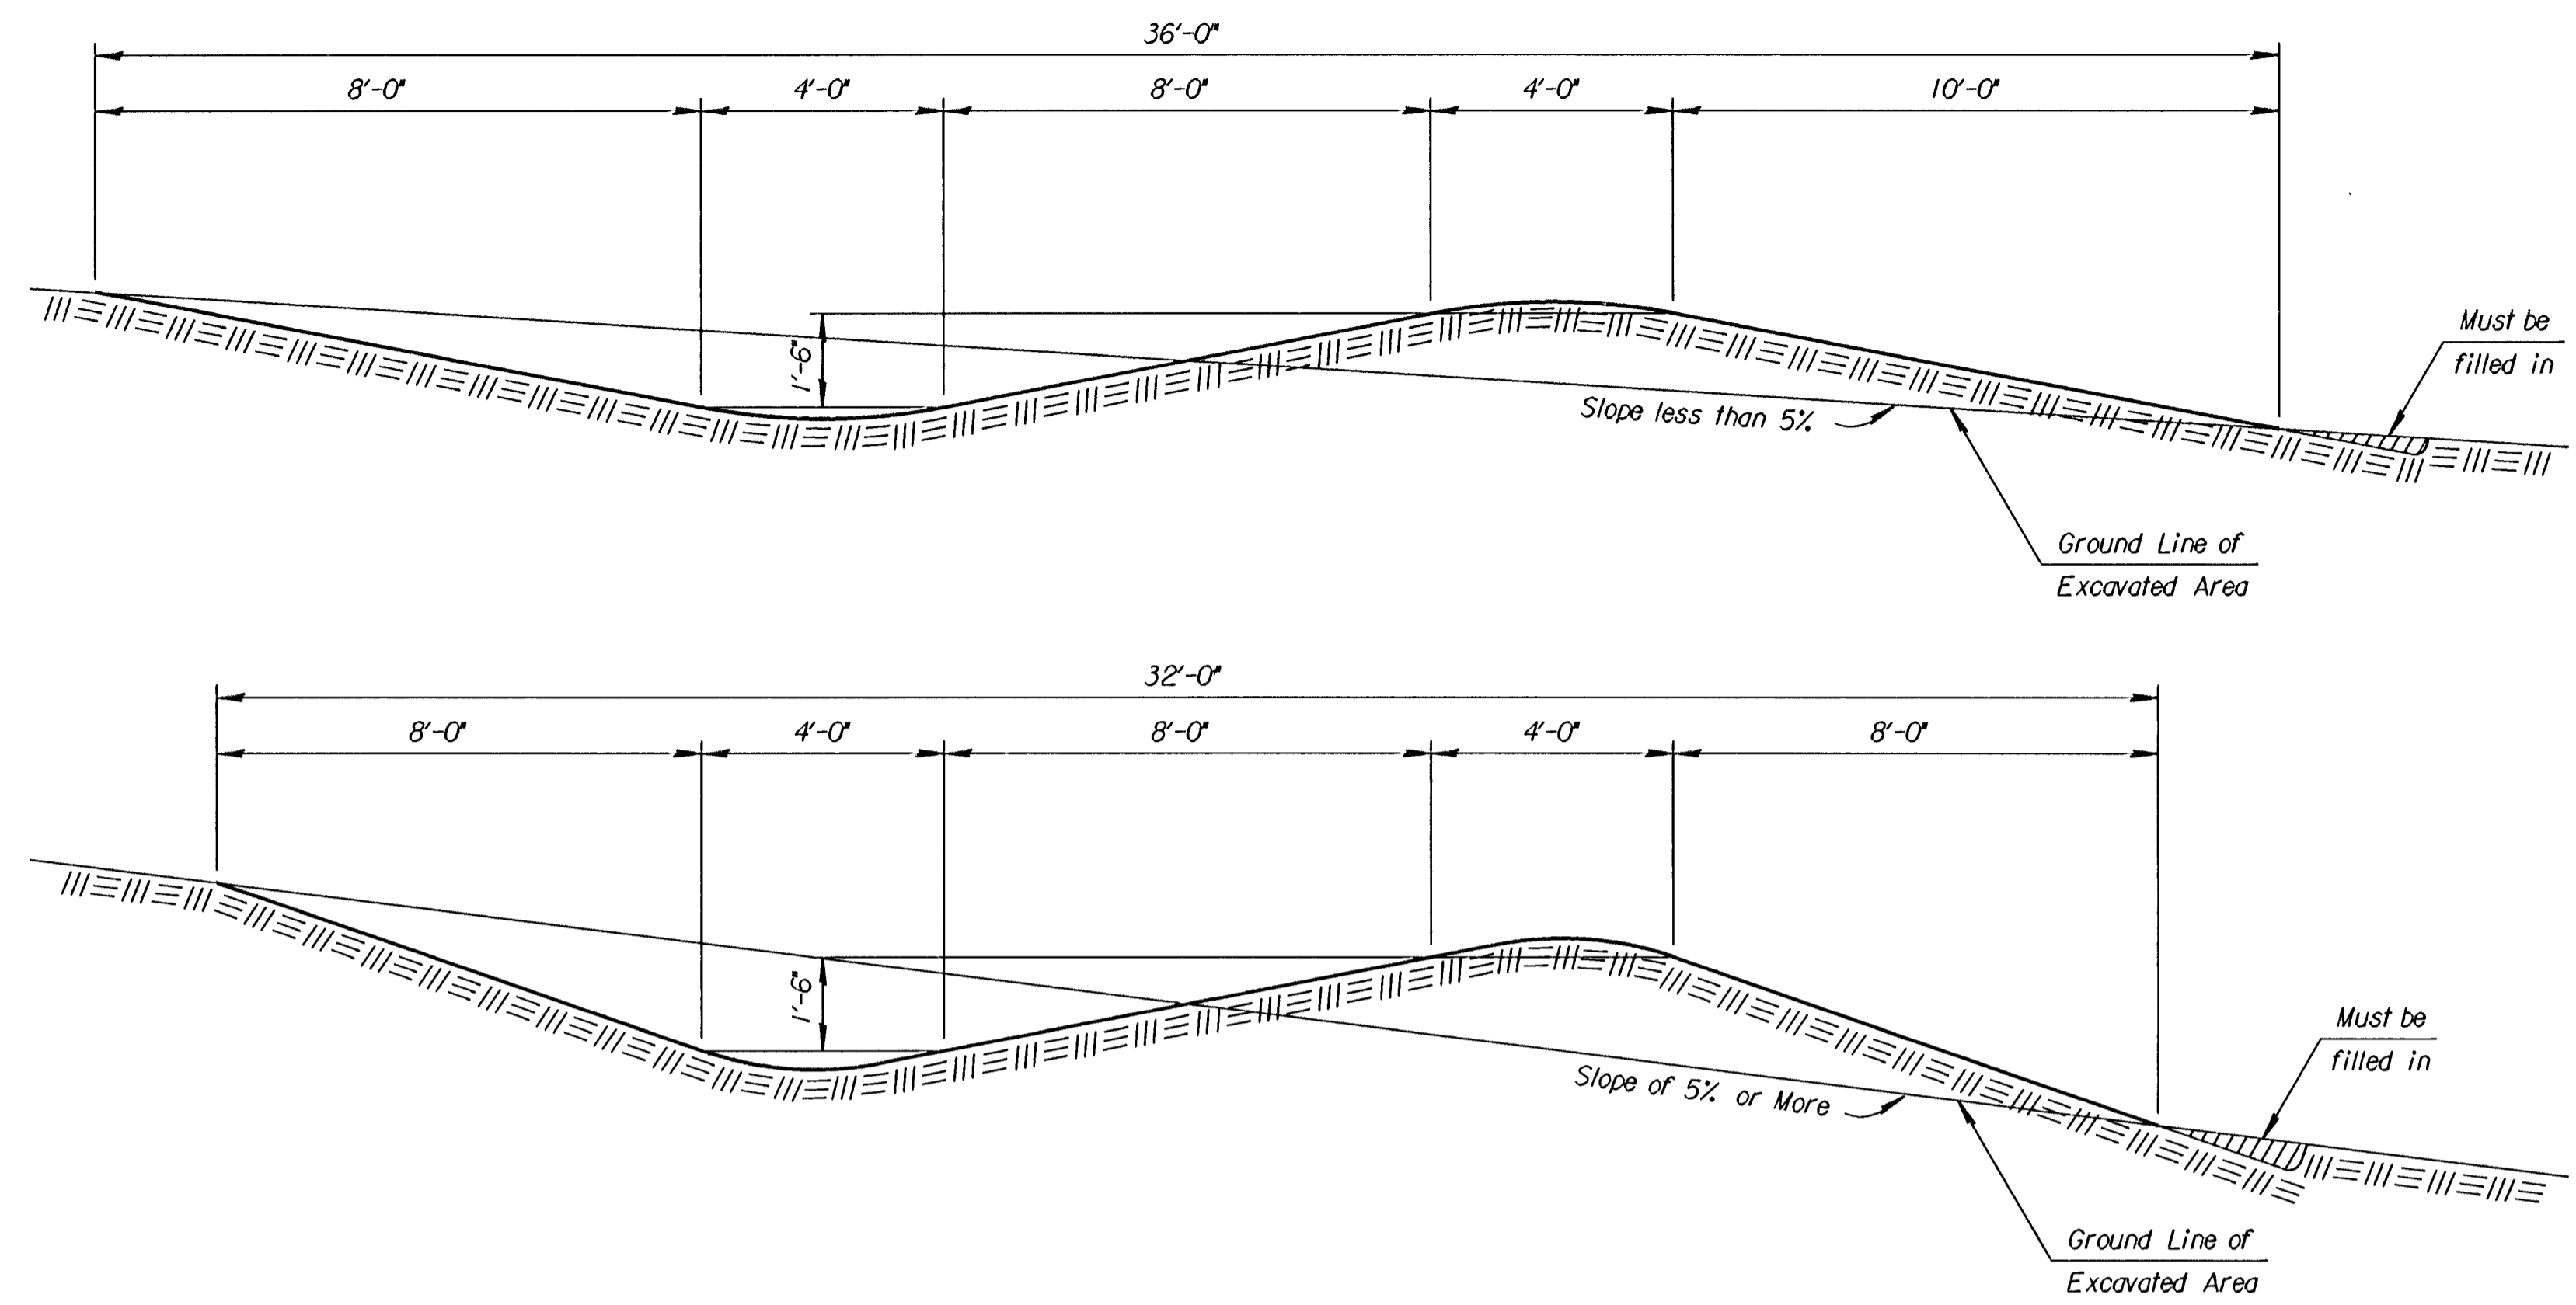 36'-0"
8'-0" 4'-0" 8'-0" 4'-0" 10'-0"
1'-6"
Must be
filled in
Slope less than 5%
Ground Line of
Excavated Area
32'-0"
8'-0" 4'-0" 8'-0" 4'-0" 8'-0"
1'-6"
Must be
filled in
Slope of 5% or More
Ground Line of
Excavated Area